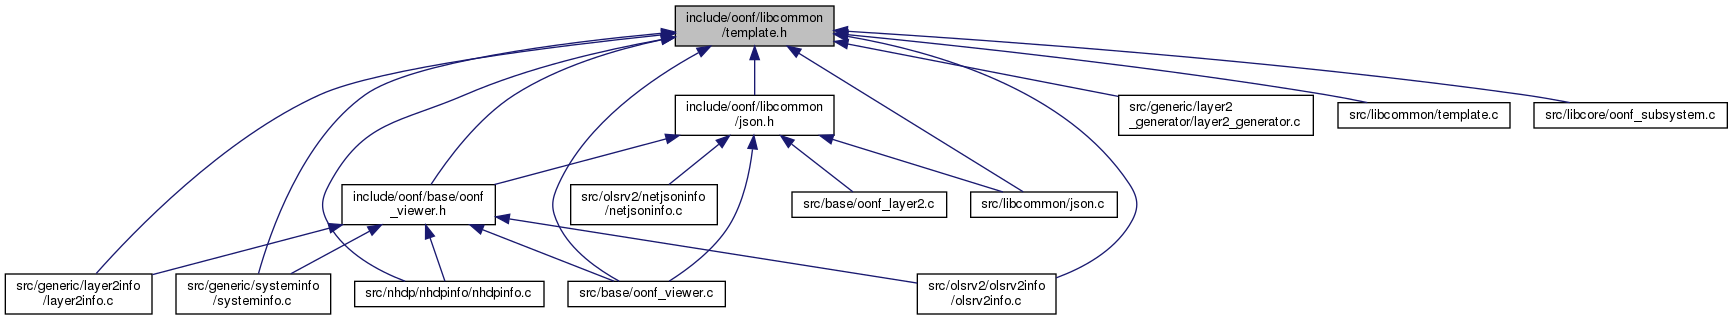 include/oonf/libcommon
/template.h
include/oonf/libcommon
/json.h
src/generic/layer2
_generator/layer2_generator.c
src/libcommon/template.c
src/libcore/oonf_subsystem.c
include/oonf/base/oonf
_viewer.h
src/olsrv2/netjsoninfo
/netjsoninfo.c
src/base/oonf_layer2.c
src/libcommon/json.c
src/generic/layer2info
/layer2info.c
src/generic/systeminfo
/systeminfo.c
src/nhdp/nhdpinfo/nhdpinfo.c
src/base/oonf_viewer.c
src/olsrv2/olsrv2info
/olsrv2info.c